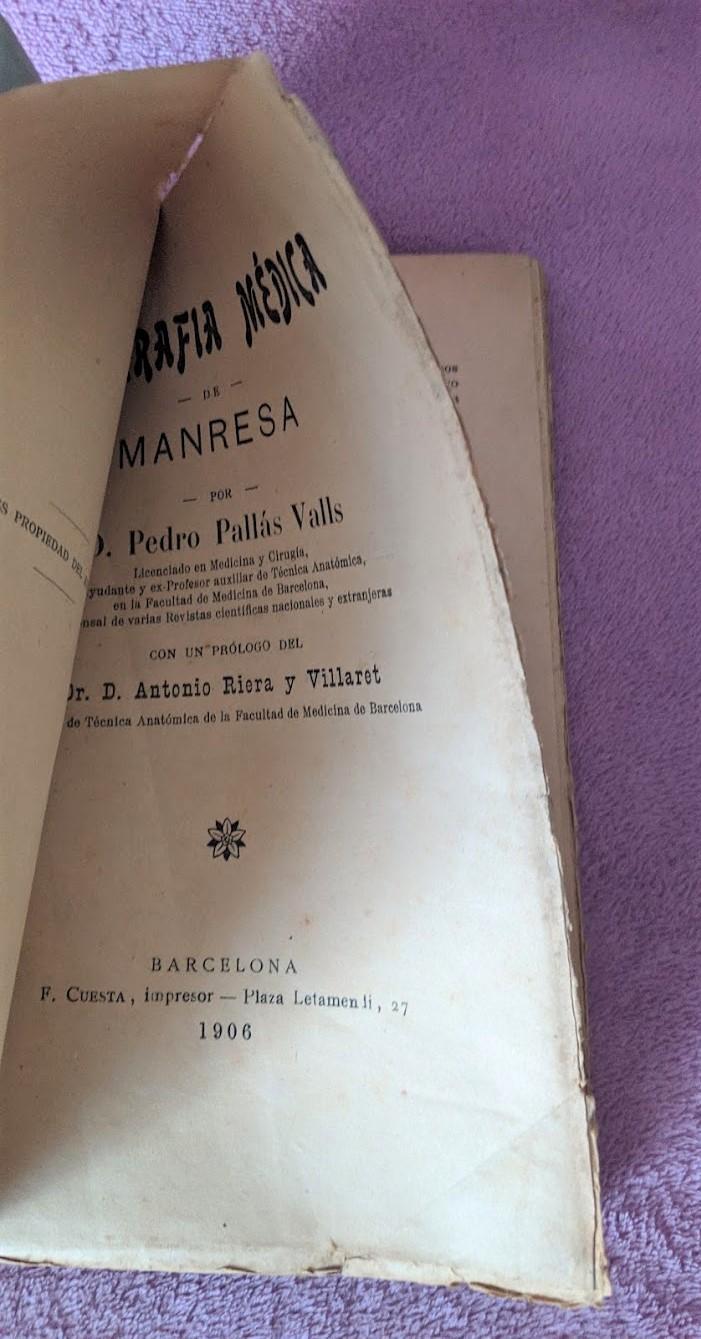 RAFIA MÉDICA
— DE —
MANRESA
— POR —
D. Pedro Pallás Valls
Licenciado en Medicina y Cirugía,
yudante y ex-Profesor auxiliar de Técnica Anatómica,
en la Facultad de Medicina de Barcelona,
nsal de varias Revistas científicas nacionales y extranjeras
CON UN PRÓLOGO DEL
Dr. D. Antonio Riera y Villaret
de Técnica Anatómica de la Facultad de Medicina de Barcelona
BARCELONA
F. CUESTA, impresor — Plaza Letamendi, 27
1906
ES PROPIEDAD DEL